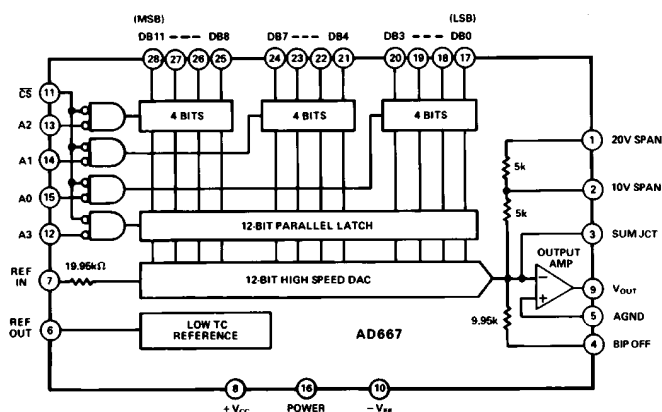 (MSB) (LSB)
DB11 ---- DB8 DB7 ---- DB4 DB3 ---- DB0
28 27 26 25 24 23 22 21 20 19 18 17
CS 11
A2 13
4 BITS 4 BITS 4 BITS
A1 14
A0 15
A3 12
12-BIT PARALLEL LATCH
REF IN 7
19.95kΩ
12-BIT HIGH SPEED DAC
REF OUT 6
LOW TC
REFERENCE
AD667
5k
5k
9.95k
OUTPUT
AMP
− +
1 20V SPAN
2 10V SPAN
3 SUM JCT
9 VOUT
5 AGND
4 BIP OFF
8 16 10
+VCC POWER −VEE